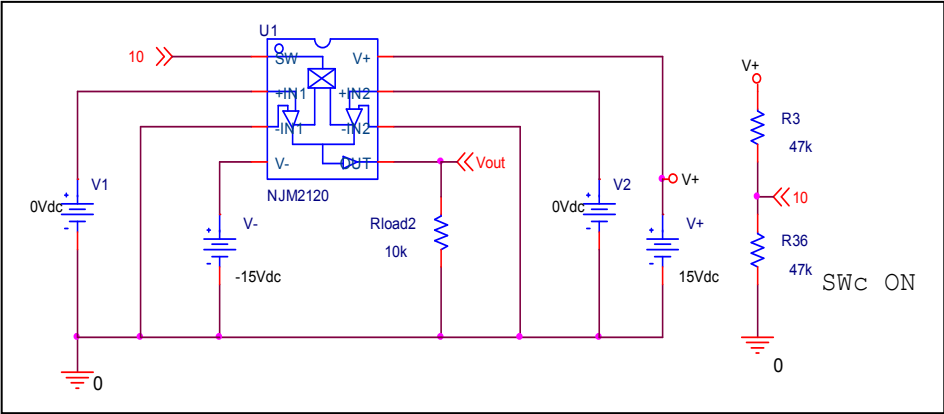 U1
10
SW
V+
+IN1
+IN2
-IN1
-IN2
V-
OUT
NJM2120
Vout
V+
R3
47k
10
R36
47k
SWc ON
0
V1
0Vdc
V-
-15Vdc
Rload2
10k
V2
0Vdc
V+
V+
15Vdc
0